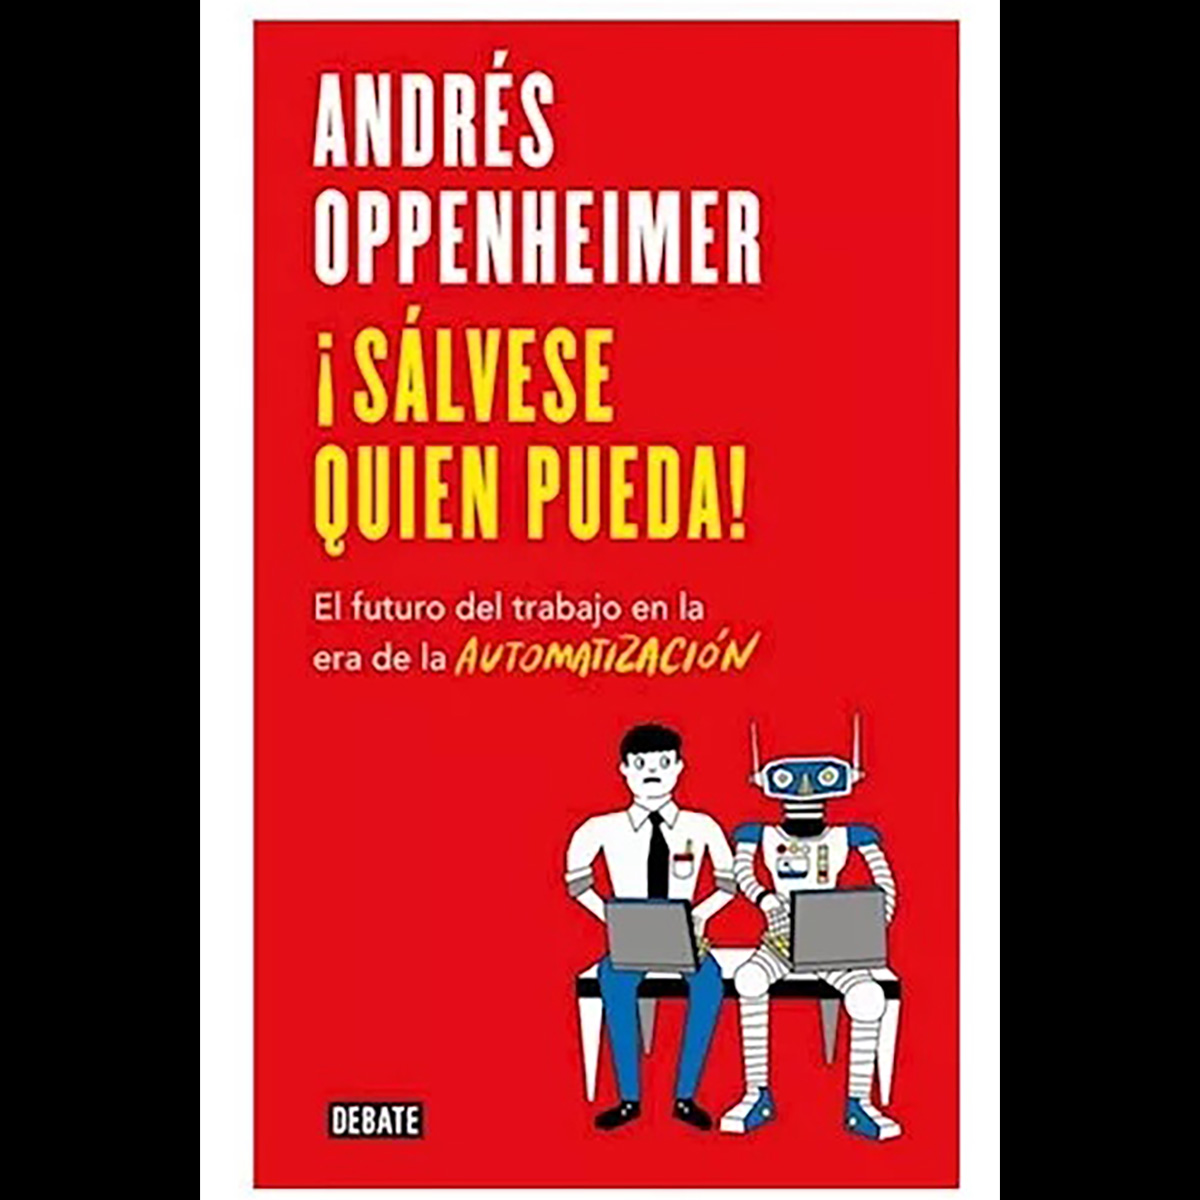 ANDRÉS
OPPENHEIMER
¡SÁLVESE
QUIEN PUEDA!
El futuro del trabajo en la
era de la AUTOMATIZACIÓN
DEBATE